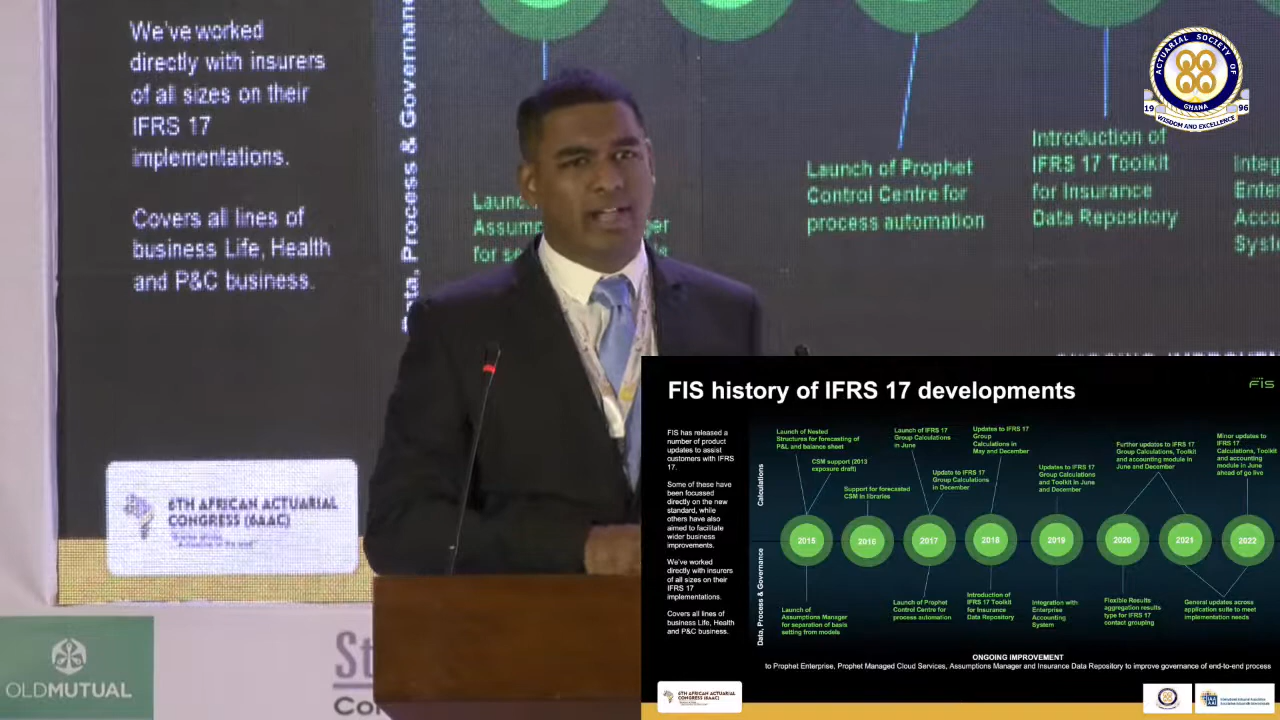 We've worked
directly with insurers
of all sizes on their
IFRS 17
implementations.
Covers all lines of
business Life, Health
and P&C business.
Data, Process & Governanc
Launch of Prophet
Control Centre for
process automation
Introduction of
IFRS 17 Toolkit
for Insurance
Data Repository
ACTUARIAL SOCIETY OF
GHANA
19 96
WISDOM AND EXCELLENCE
6TH AFRICAN ACTUARIAL
CONGRESS (6AAC)
OLDMUTUAL
FIS history of IFRS 17 developments
FIS
FIS has released a
number of product
updates to assist
customers with IFRS
17.
Some of these have
been focussed
directly on the new
standard, while
others have also
aimed to facilitate
wider business
improvements.
We've worked
directly with insurers
of all sizes on their
IFRS 17
implementations.
Covers all lines of
business Life, Health
and P&C business.
Calculations
Launch of Nested
Structures for forecasting of
P&L and balance sheet
CSM support (2013
exposure draft)
Support for forecasted
CSM in libraries
Launch of IFRS 17
Group Calculations
in June
Update to IFRS 17
Group Calculations
in December
Updates to IFRS 17
Group
Calculations in
May and December
Updates to IFRS 17
Group Calculations
and Toolkit in June
and December
Further updates to IFRS 17
Group Calculations, Toolkit
and accounting module in
June and December
Minor updates to
IFRS 17
Calculations, Toolkit
and accounting
module in June
ahead of go live
2015 2016 2017 2018 2019 2020 2021 2022
Data, Process & Governance
Launch of
Assumptions Manager
for separation of basis
setting from models
Launch of Prophet
Control Centre for
process automation
Introduction of
IFRS 17 Toolkit
for Insurance
Data Repository
Integration with
Enterprise
Accounting
System
Flexible Results
aggregation results
type for IFRS 17
contact grouping
General updates across
application suite to meet
implementation needs
ONGOING IMPROVEMENT
to Prophet Enterprise, Prophet Managed Cloud Services, Assumptions Manager and Insurance Data Repository to improve governance of end-to-end process
6TH AFRICAN ACTUARIAL
CONGRESS (6AAC)